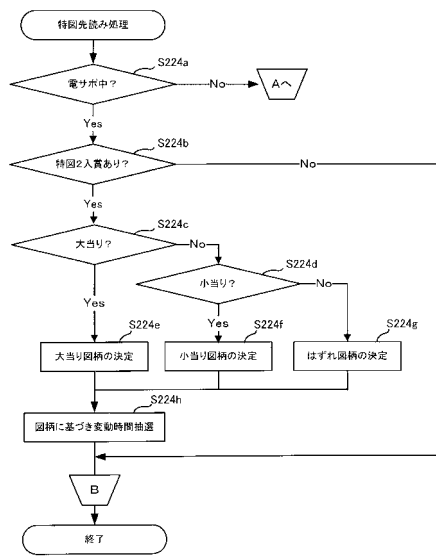 特図先読み処理
S224a
電サポ中？
No
Aへ
Yes
S224b
特図２入賞あり？
No
Yes
S224c
大当り？
No
S224d
小当り？
No
Yes
Yes
S224e
S224f
S224g
大当り図柄の決定
小当り図柄の決定
はずれ図柄の決定
S224h
図柄に基づき変動時間抽選
B
終了